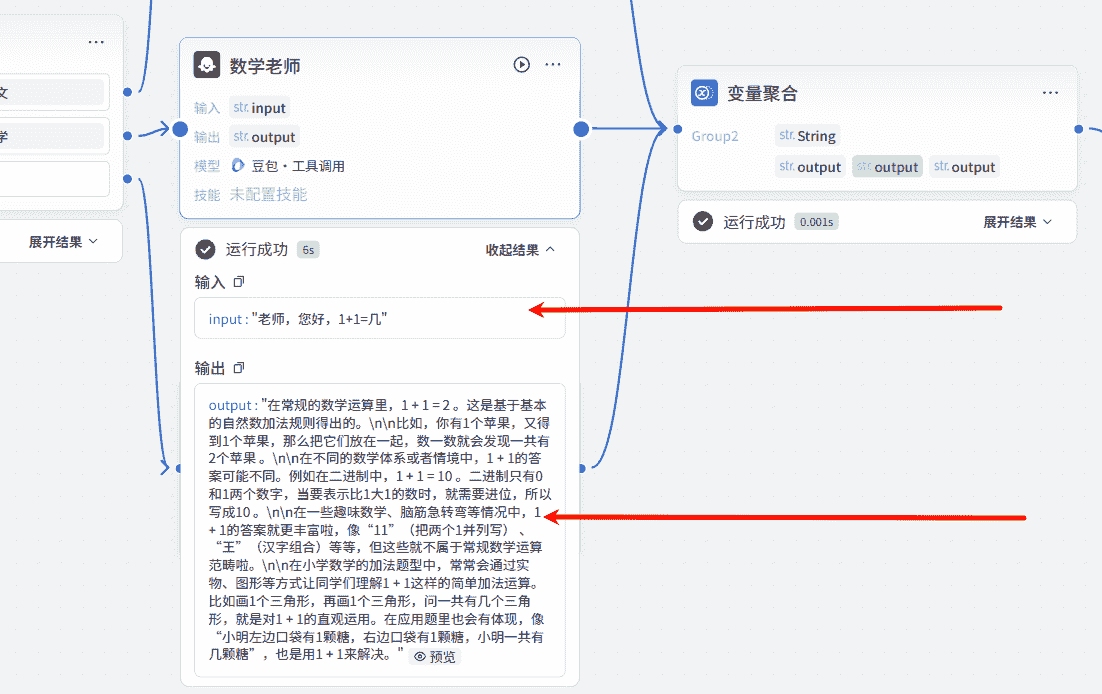 文
学
展开结果
数学老师
输入 str. input
输出 str. output
模型 豆包·工具调用
技能 未配置技能
运行成功 6s 收起结果
输入
input : "老师，您好，1+1=几"
输出
output : "在常规的数学运算里，1 + 1 = 2 。这是基于基本
的自然数加法规则得出的。\n\n比如，你有1个苹果，又得
到1个苹果，那么把它们放在一起，数一数就会发现一共有
2个苹果 。\n\n在不同的数学体系或者情境中，1 + 1的答
案可能不同。例如在二进制中，1 + 1 = 10 。二进制只有0
和1两个数字，当要表示比1大1的数时，就需要进位，所以
写成10 。\n\n在一些趣味数学、脑筋急转弯等情况中，1
+ 1的答案就更丰富啦，像“11”（把两个1并列写）、
“王”（汉字组合）等等，但这些就不属于常规数学运算
范畴啦。\n\n在小学数学的加法题型中，常常会通过实
物、图形等方式让同学们理解1 + 1这样的简单加法运算。
比如画1个三角形，再画1个三角形，问一共有几个三角
形，就是对1 + 1的直观运用。在应用题里也会有体现，像
“小明左边口袋有1颗糖，右边口袋有1颗糖，小明一共有
几颗糖”，也是用1 + 1来解决。" 预览
变量聚合
Group2 str. String
str. output str. output str. output
运行成功 0.001s 展开结果